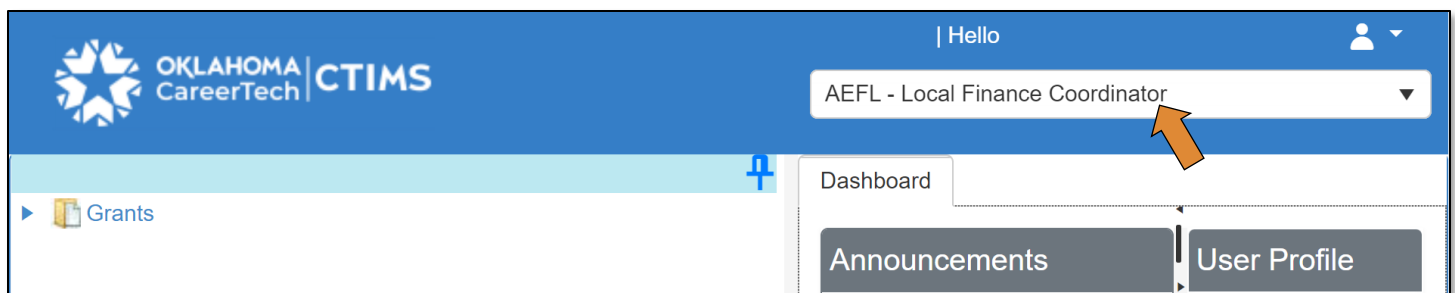 | Hello
OKLAHOMA
CareerTech
CTIMS
AEFL - Local Finance Coordinator
Dashboard
Grants
Announcements
User Profile